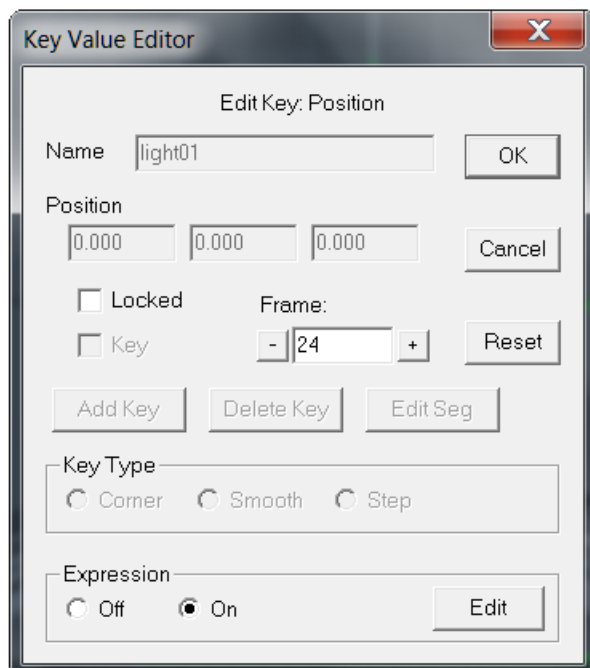 Key Value Editor
Edit Key: Position
Name light01 OK
Position
0.000 0.000 0.000 Cancel
Locked Frame:
Key - 24 + Reset
Add Key Delete Key Edit Seg
Key Type
Corner Smooth Step
Expression
Off On Edit